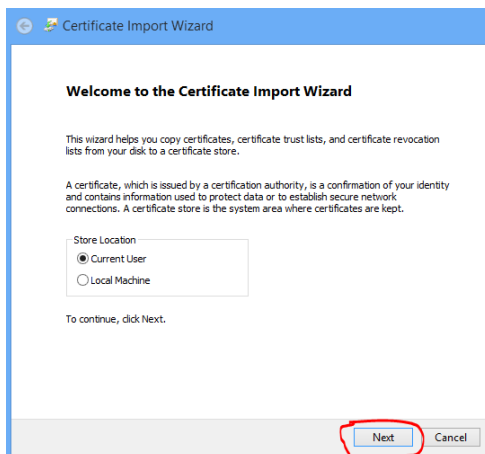 Certificate Import Wizard
Welcome to the Certificate Import Wizard
This wizard helps you copy certificates, certificate trust lists, and certificate revocation
lists from your disk to a certificate store.
A certificate, which is issued by a certification authority, is a confirmation of your identity
and contains information used to protect data or to establish secure network
connections. A certificate store is the system area where certificates are kept.
Store Location
Current User
Local Machine
To continue, click Next.
Next Cancel